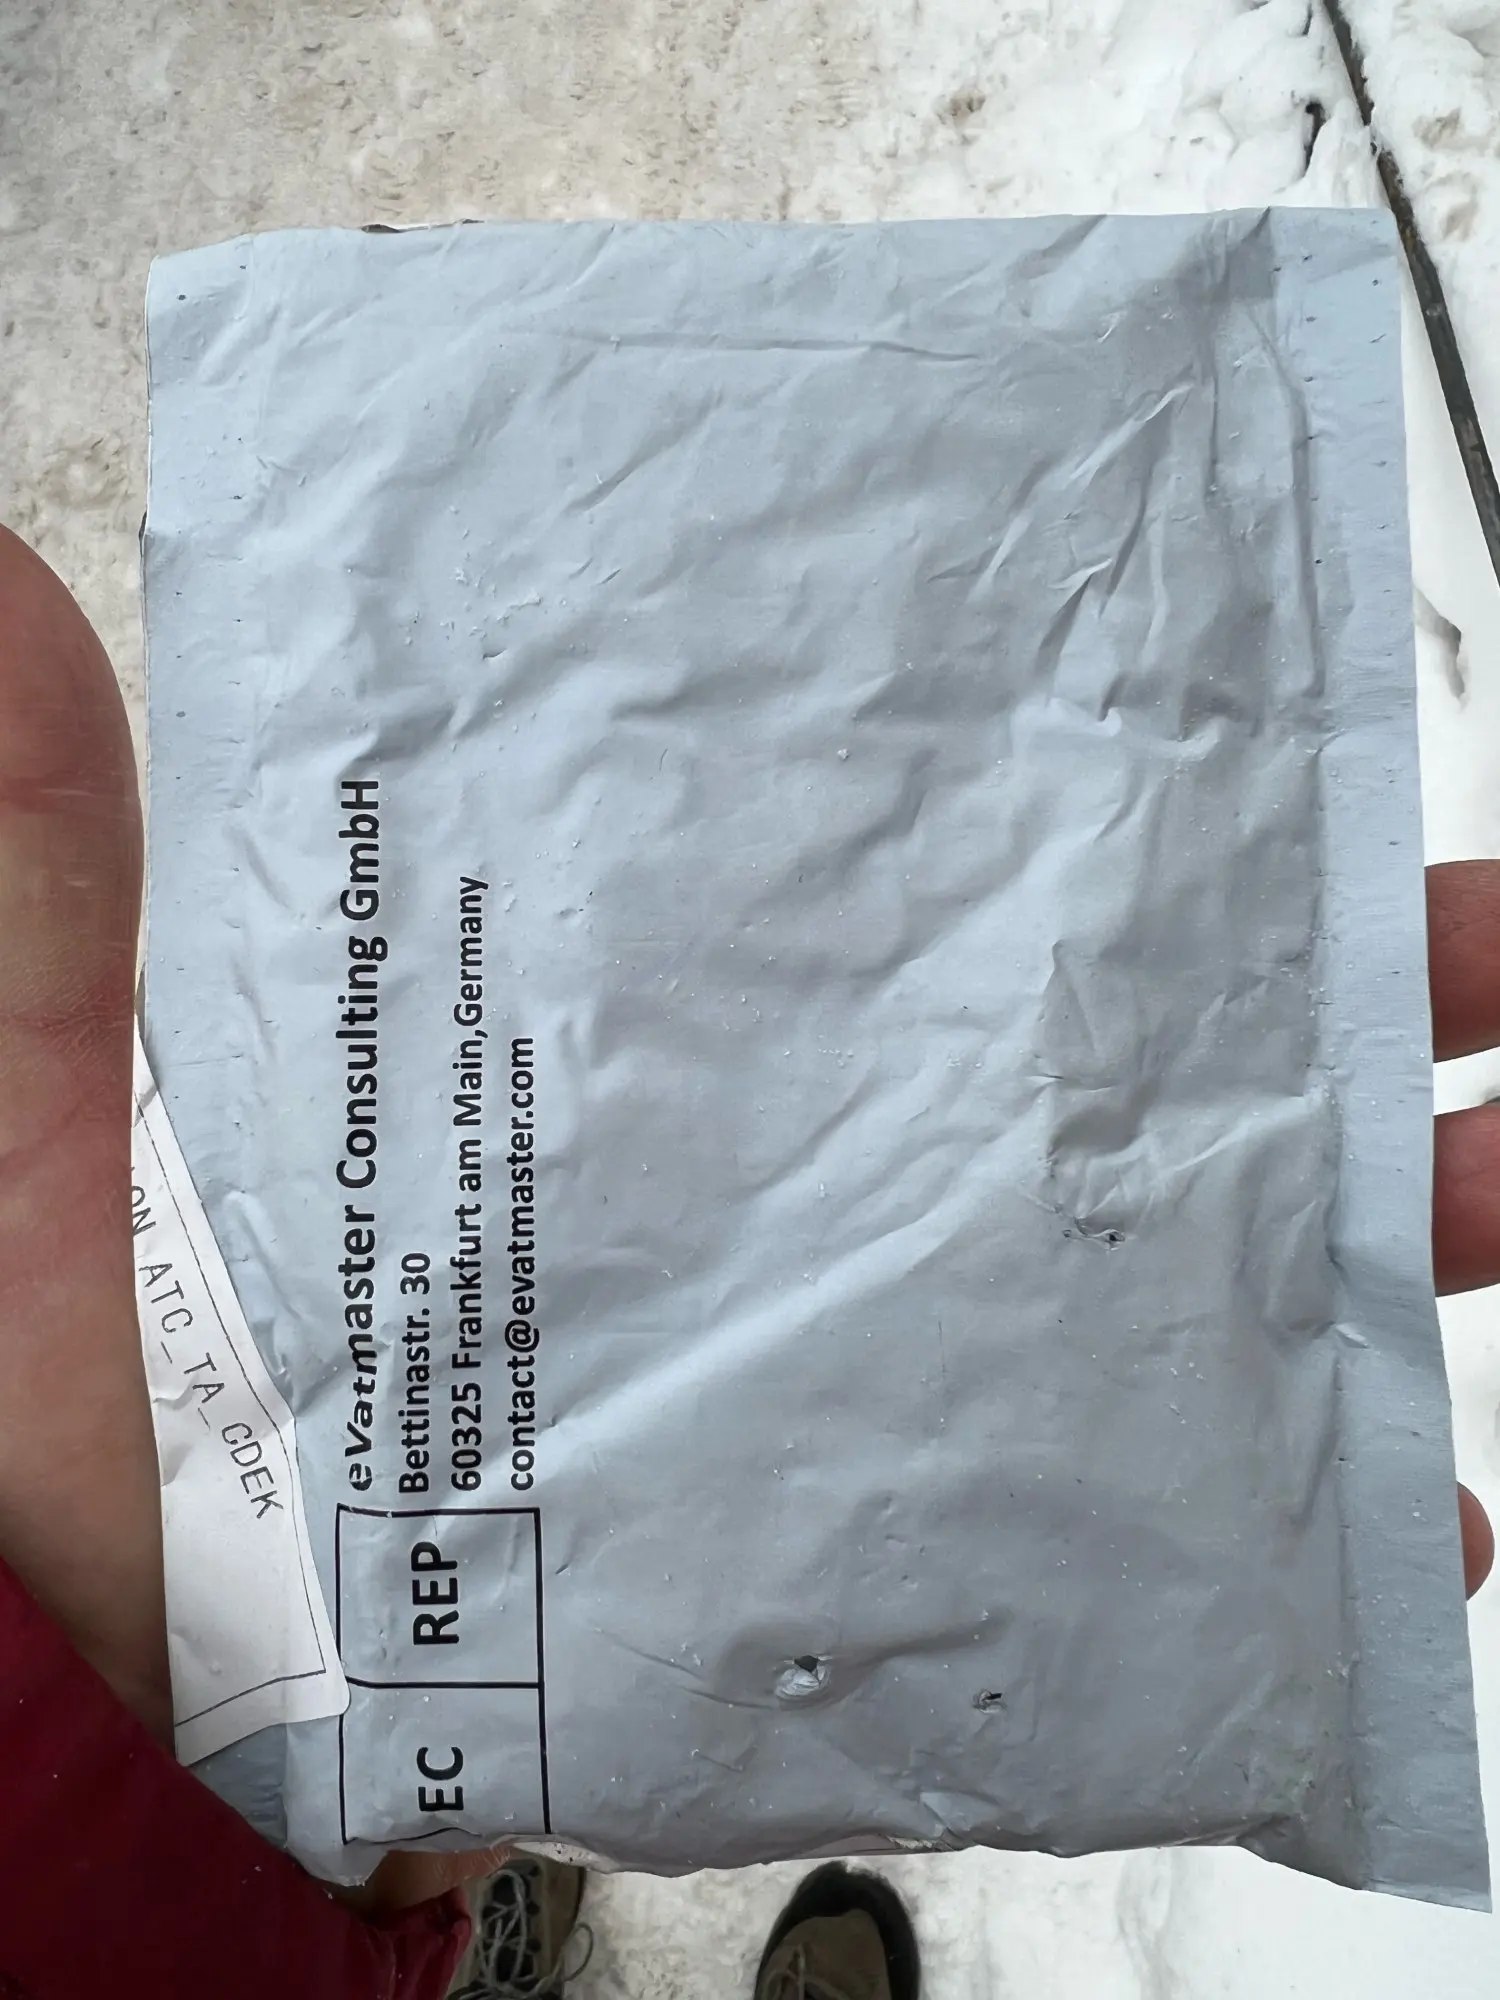 eVatmaster Consulting GmbH
Bettinastr. 30
60325 Frankfurt am Main,Germany
contact@evatmaster.com
EC REP
ATC_TA_CDEK